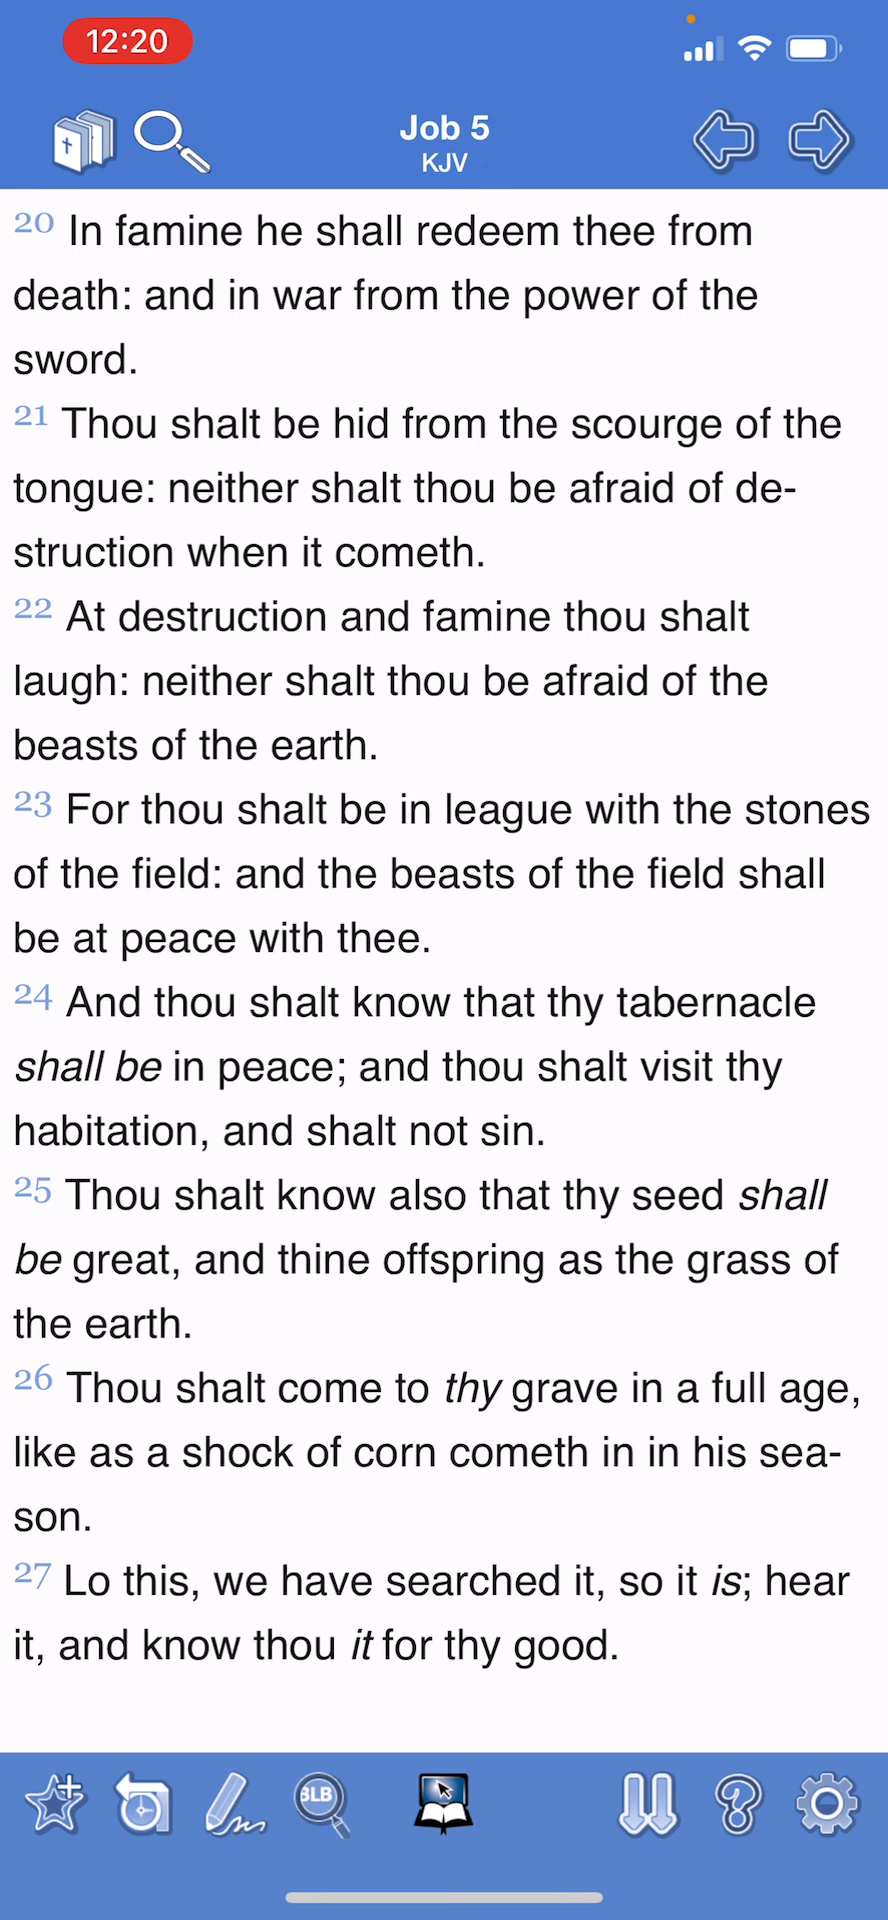 12:20
Job 5
KJV
20 In famine he shall redeem thee from
death: and in war from the power of the
sword.
21 Thou shalt be hid from the scourge of the
tongue: neither shalt thou be afraid of de-
struction when it cometh.
22 At destruction and famine thou shalt
laugh: neither shalt thou be afraid of the
beasts of the earth.
23 For thou shalt be in league with the stones
of the field: and the beasts of the field shall
be at peace with thee.
24 And thou shalt know that thy tabernacle
shall be in peace; and thou shalt visit thy
habitation, and shalt not sin.
25 Thou shalt know also that thy seed shall
be great, and thine offspring as the grass of
the earth.
26 Thou shalt come to thy grave in a full age,
like as a shock of corn cometh in in his sea-
son.
27 Lo this, we have searched it, so it is; hear
it, and know thou it for thy good.
BLB